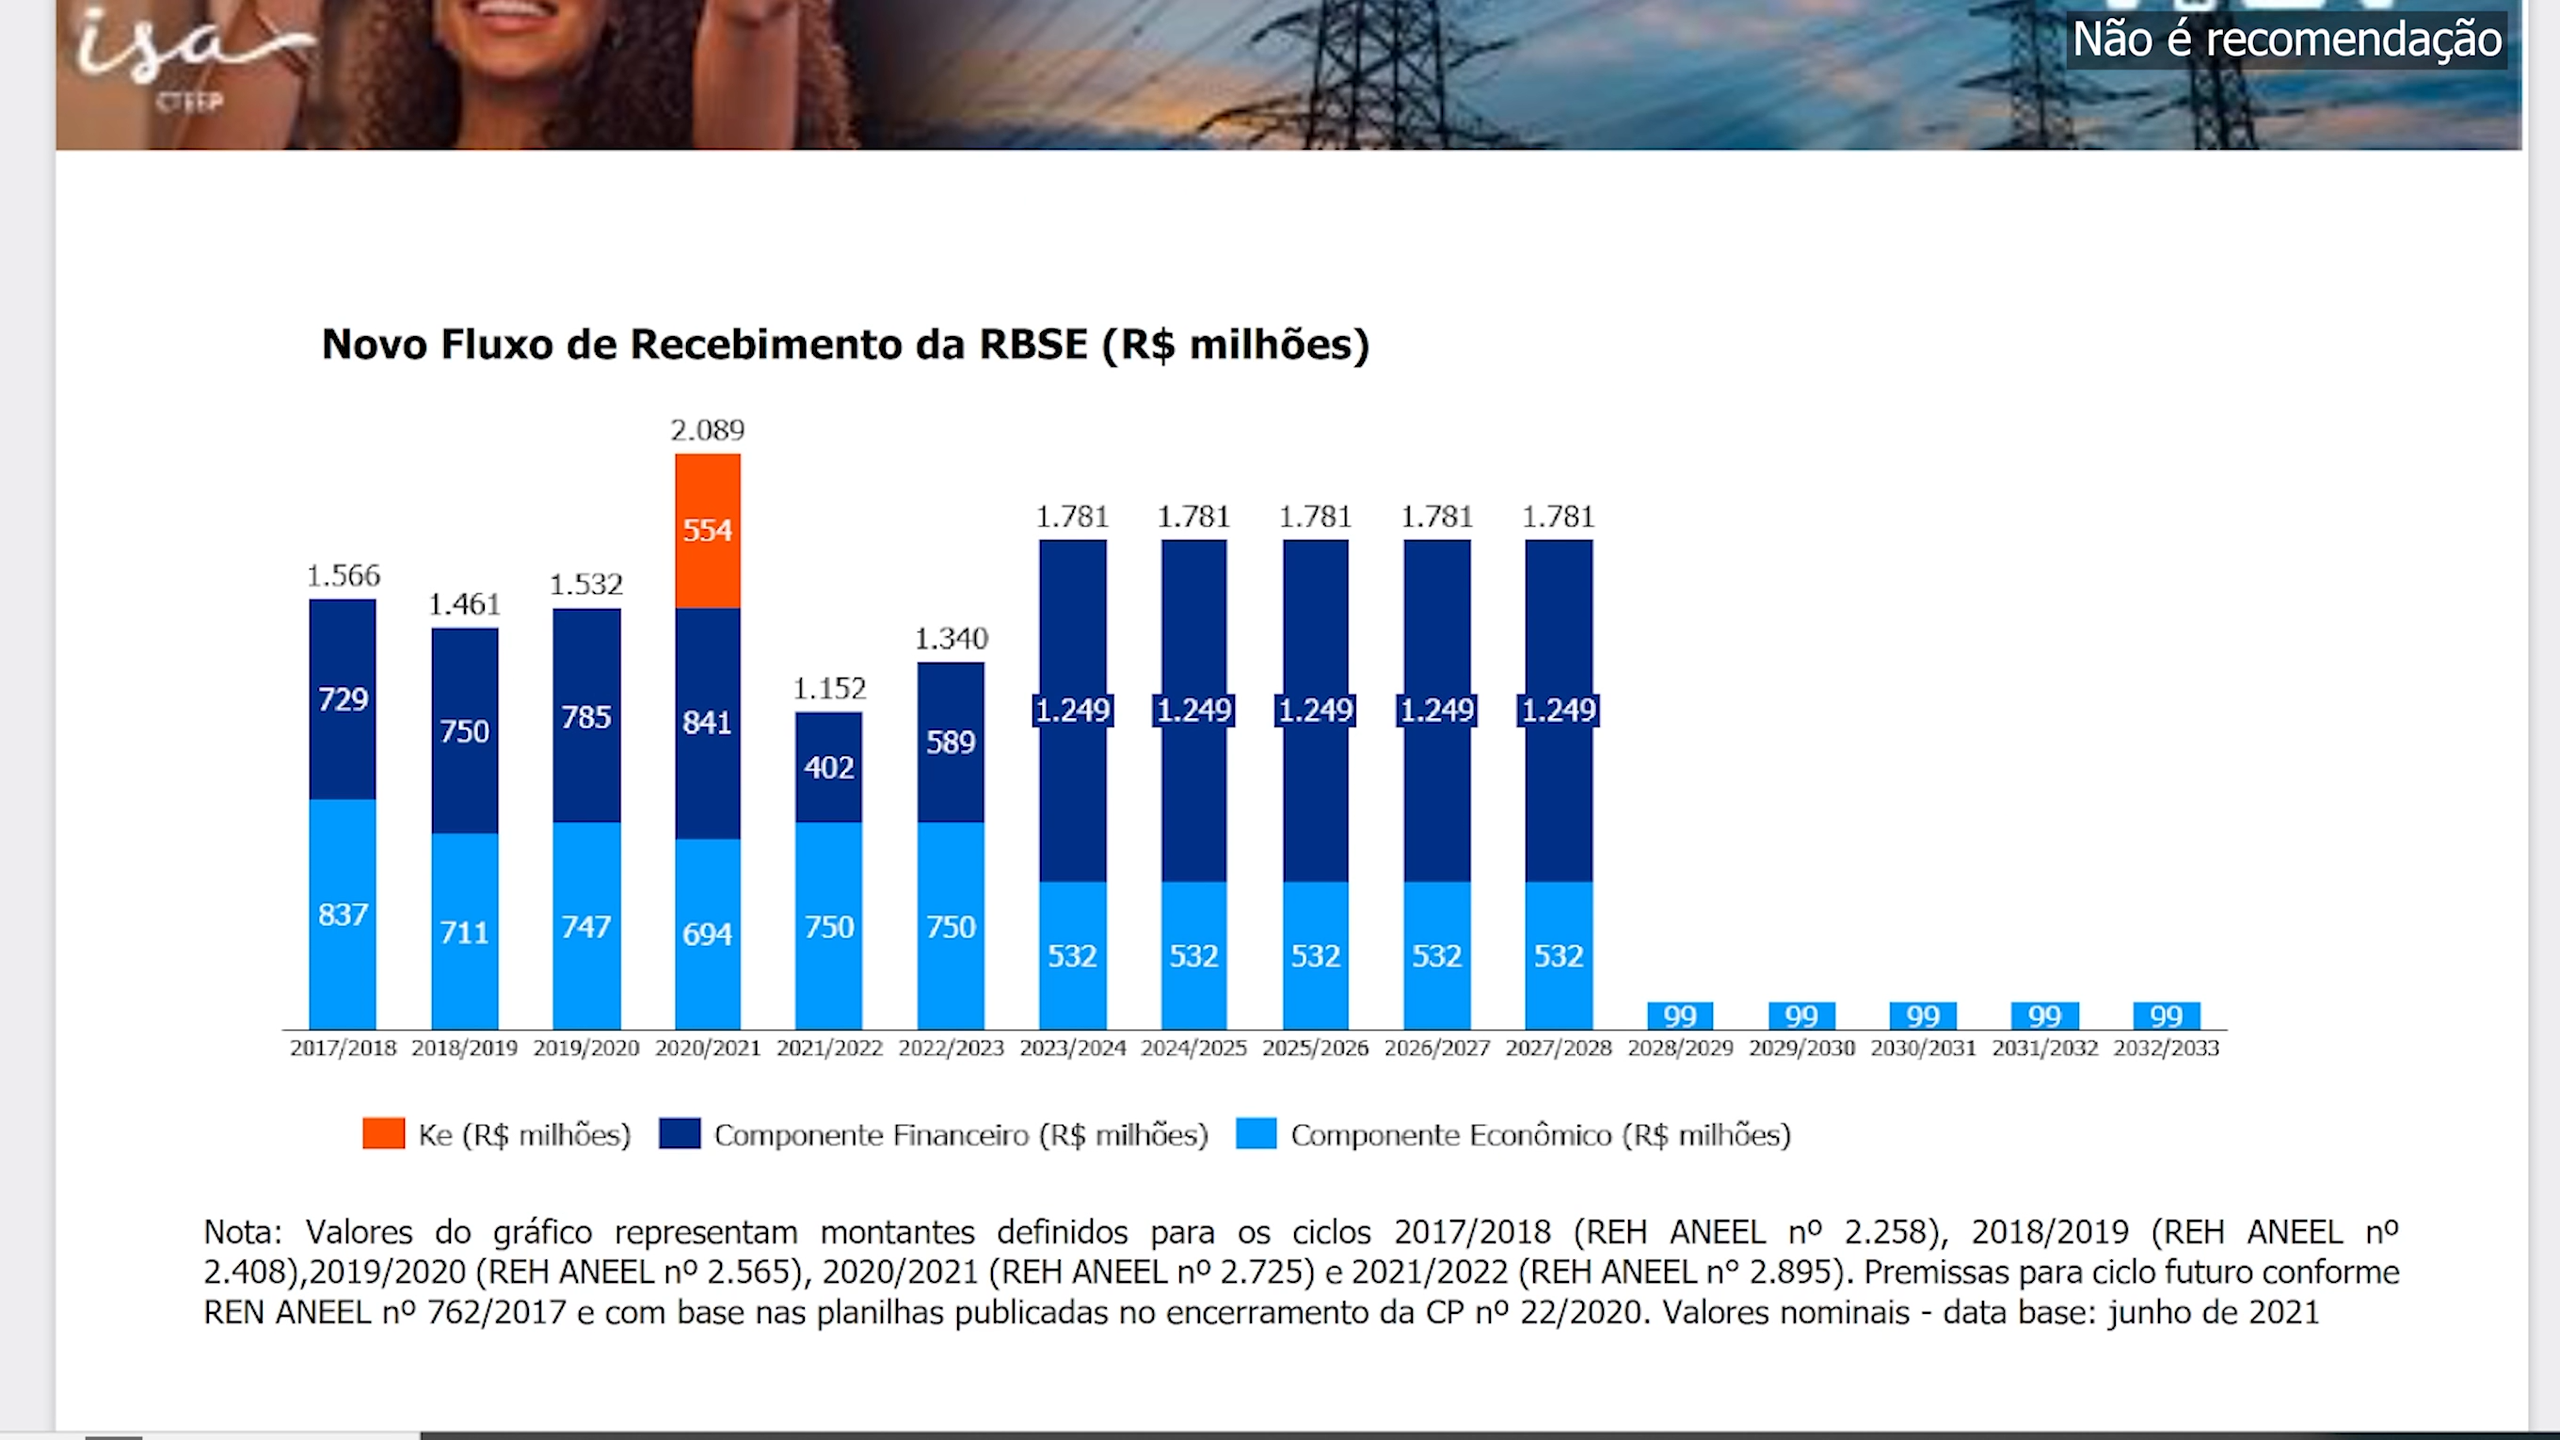 isa
CTEEP
Não é recomendação
Novo Fluxo de Recebimento da RBSE (R$ milhões)
2.089
554
1.781 1.781 1.781 1.781 1.781
1.566 1.461 1.532 1.152 1.340
729 750 785 841 402 589 1.249 1.249 1.249 1.249 1.249
837 711 747 694 750 750 532 532 532 532 532 99 99 99 99 99
2017/2018 2018/2019 2019/2020 2020/2021 2021/2022 2022/2023 2023/2024 2024/2025 2025/2026 2026/2027 2027/2028 2028/2029 2029/2030 2030/2031 2031/2032 2032/2033
Ke (R$ milhões) Componente Financeiro (R$ milhões) Componente Econômico (R$ milhões)
Nota: Valores do gráfico representam montantes definidos para os ciclos 2017/2018 (REH ANEEL nº 2.258), 2018/2019 (REH ANEEL nº
2.408),2019/2020 (REH ANEEL nº 2.565), 2020/2021 (REH ANEEL nº 2.725) e 2021/2022 (REH ANEEL n° 2.895). Premissas para ciclo futuro conforme
REN ANEEL nº 762/2017 e com base nas planilhas publicadas no encerramento da CP nº 22/2020. Valores nominais - data base: junho de 2021